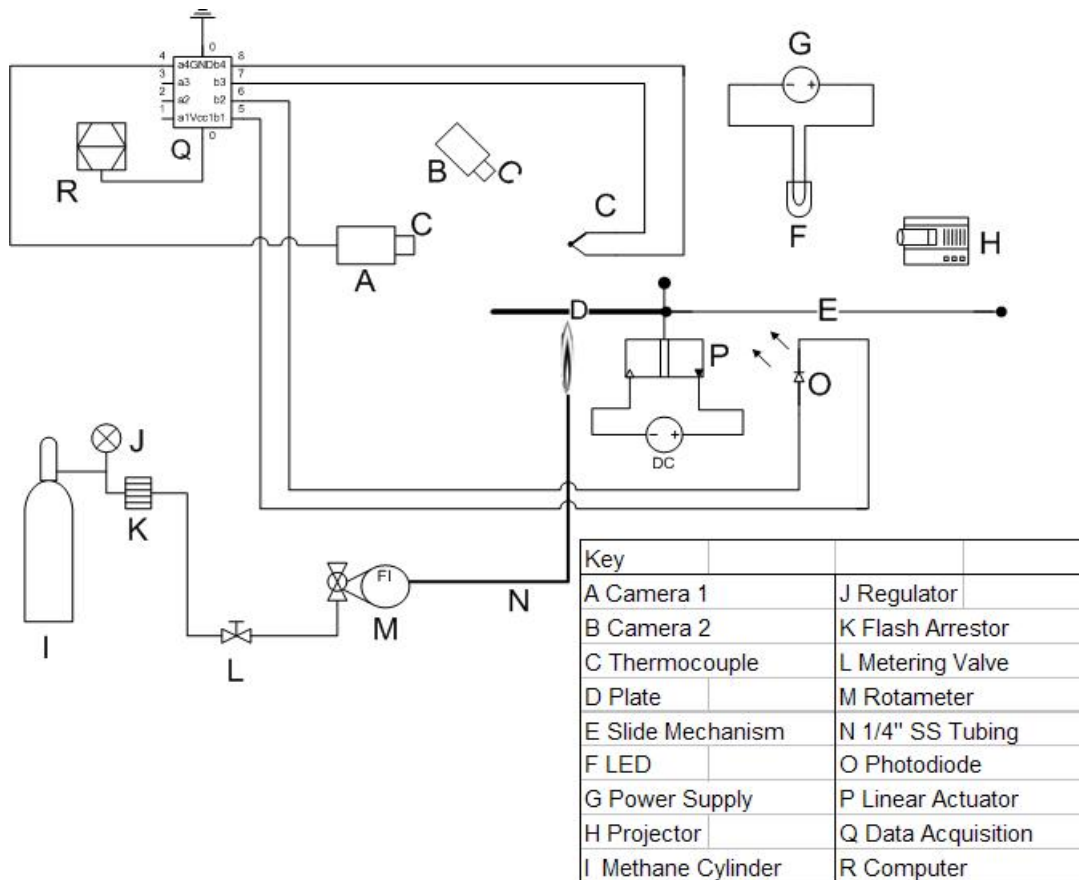 0
4 a4GNDb4 8
3 a3 b3 7
2 a2 b2 6
1 a1Vcc1b1 5
0
Q
R
G
- +
B
C
C
C
F
H
A
D
E
P
O
- +
DC
J
K
I
L
FI
M
N
Key
A Camera 1 J Regulator
B Camera 2 K Flash Arrestor
C Thermocouple L Metering Valve
D Plate M Rotameter
E Slide Mechanism N 1/4" SS Tubing
F LED O Photodiode
G Power Supply P Linear Actuator
H Projector Q Data Acquisition
I Methane Cylinder R Computer